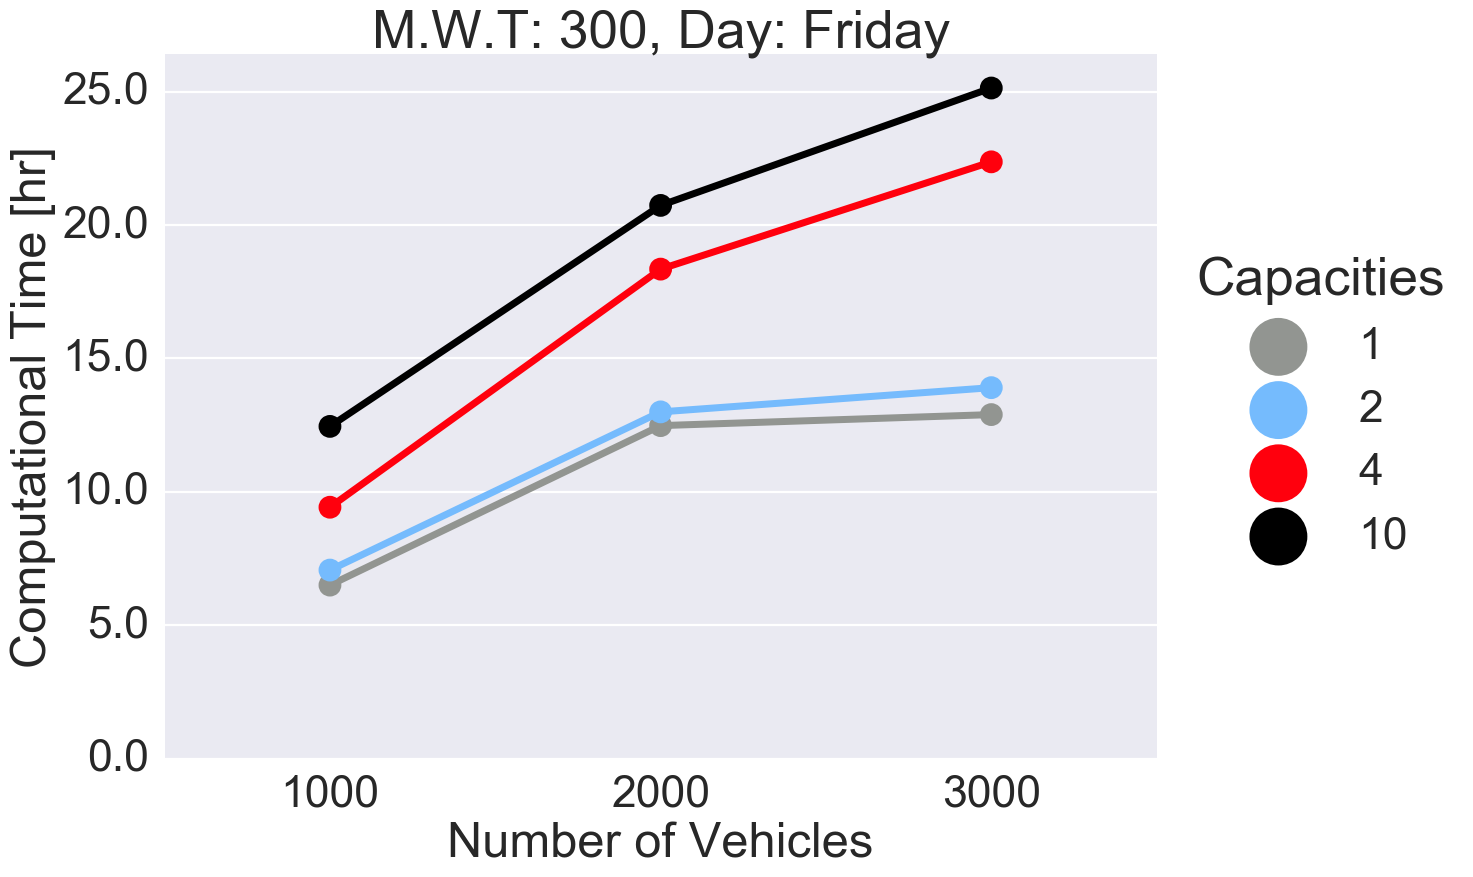 M.W.T: 300, Day: Friday
Computational Time [hr]
25.0
20.0
15.0
10.0
5.0
0.0
1000 2000 3000
Number of Vehicles
Capacities
1
2
4
10